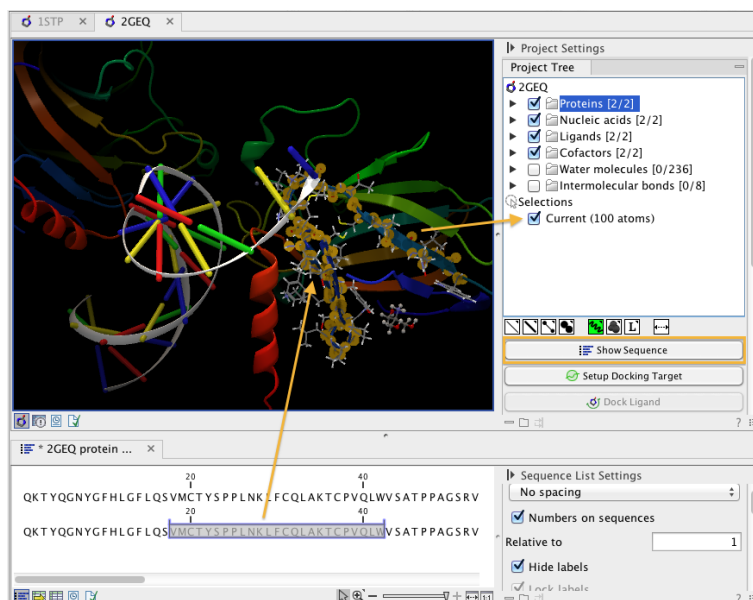 1STP
2GEQ
Project Settings
Project Tree
2GEQ
Proteins [2/2]
Nucleic acids [2/2]
Ligands [2/2]
Cofactors [2/2]
Water molecules [0/236]
Intermolecular bonds [0/8]
Selections
Current (100 atoms)
L
Show Sequence
Setup Docking Target
Dock Ligand
?
* 2GEQ protein ...
20 40
QKTYQGNYGFHLGFLQSVMCTYSPPLNKLFCQLAKTCPVQLWVSATPPAGSRV
20 40
QKTYQGNYGFHLGFLQSVMCTYSPPLNKLFCQLAKTCPVQLWVSATPPAGSRV
Sequence List Settings
No spacing
Numbers on sequences
Relative to 1
Hide labels
Lock labels
1:1
?